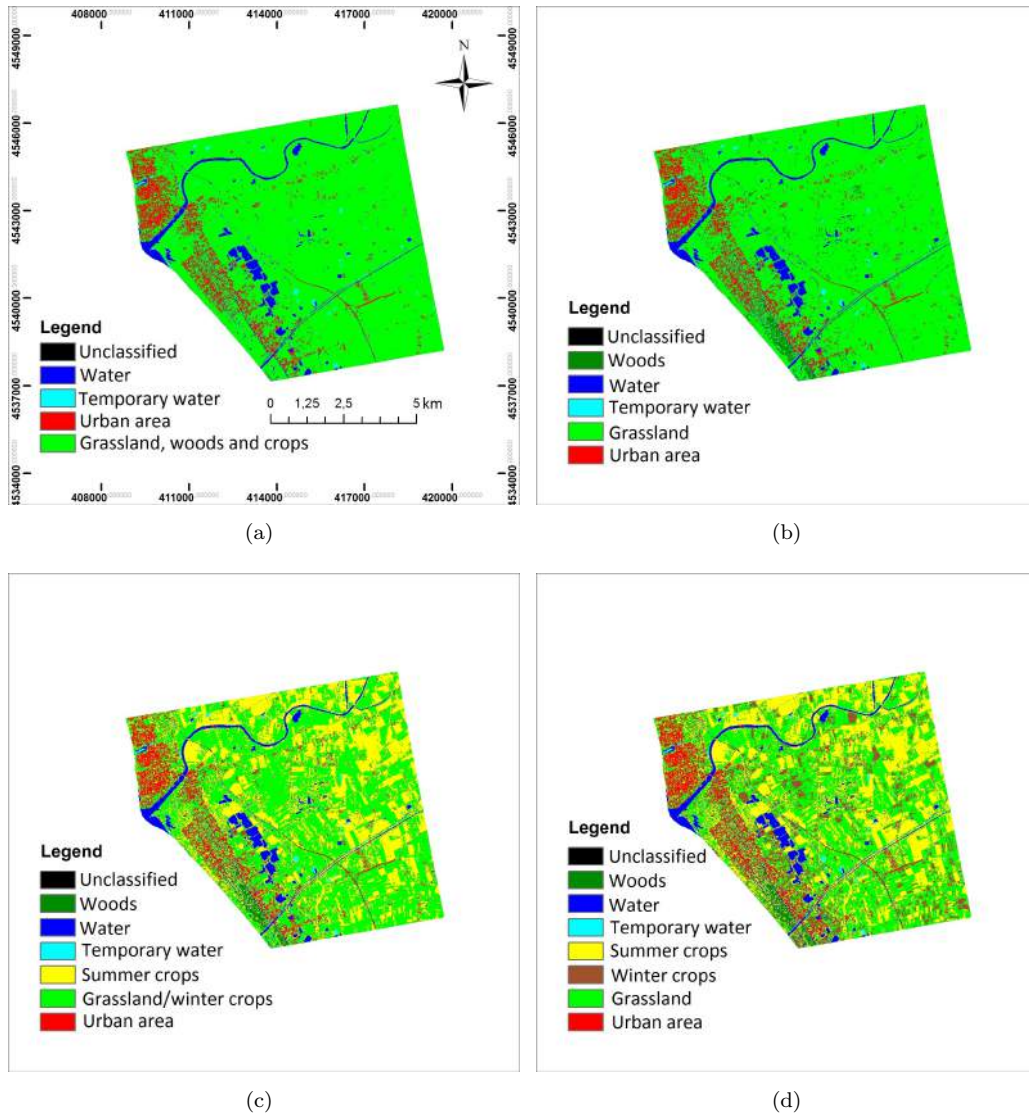 408000 411000 414000 417000 420000
N
4549000 4549000
4546000 4546000
4543000 4543000
4540000 4540000
4537000 4537000
4534000 4534000
Legend
Unclassified
Water
Temporary water
Urban area
Grassland, woods and crops
0 1,25 2,5 5 km
408000 411000 414000 417000 420000
(a)
Legend
Unclassified
Woods
Water
Temporary water
Grassland
Urban area
(b)
Legend
Unclassified
Woods
Water
Temporary water
Summer crops
Grassland/winter crops
Urban area
(c)
Legend
Unclassified
Woods
Water
Temporary water
Summer crops
Winter crops
Grassland
Urban area
(d)